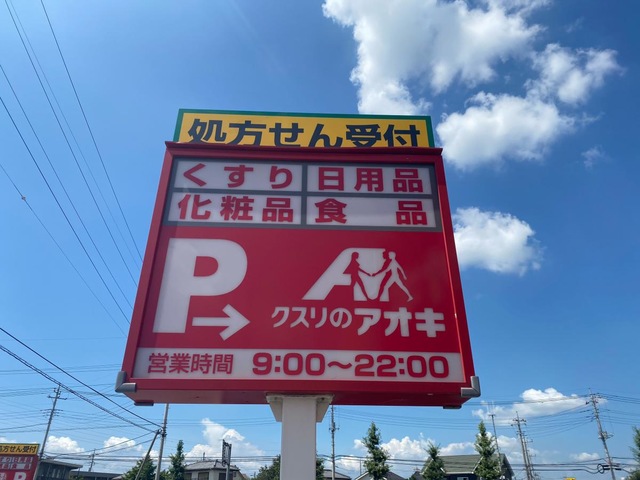 処方せん受付
くすり 日用品
化粧品 食品
P→
クスリのアオキ
営業時間 9:00〜22:00